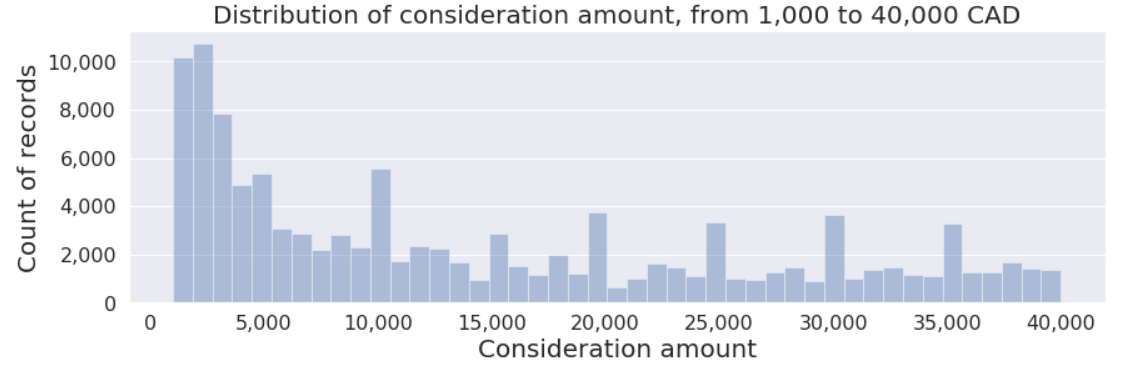 Distribution of consideration amount, from 1,000 to 40,000 CAD
Count of records
10,000
8,000
6,000
4,000
2,000
0
0 5,000 10,000 15,000 20,000 25,000 30,000 35,000 40,000
Consideration amount